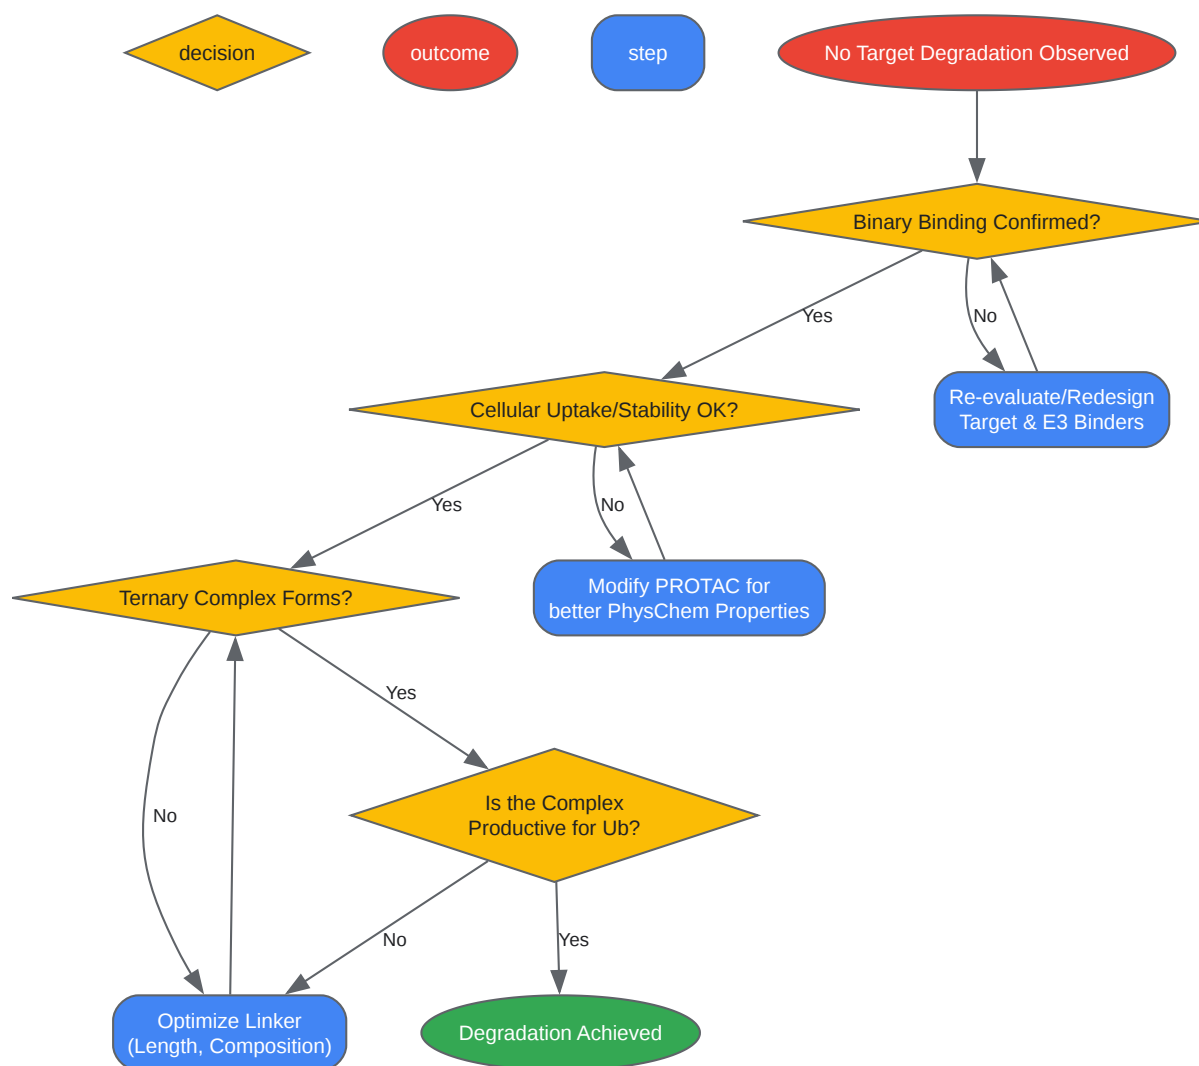 decision
outcome
step
No Target Degradation Observed
Binary Binding Confirmed?
Yes
No
Cellular Uptake/Stability OK?
Re-evaluate/Redesign
Target & E3 Binders
Yes
No
Ternary Complex Forms?
Modify PROTAC for
better PhysChem Properties
Yes
No
Is the Complex
Productive for Ub?
No
Yes
Optimize Linker
(Length, Composition)
Degradation Achieved